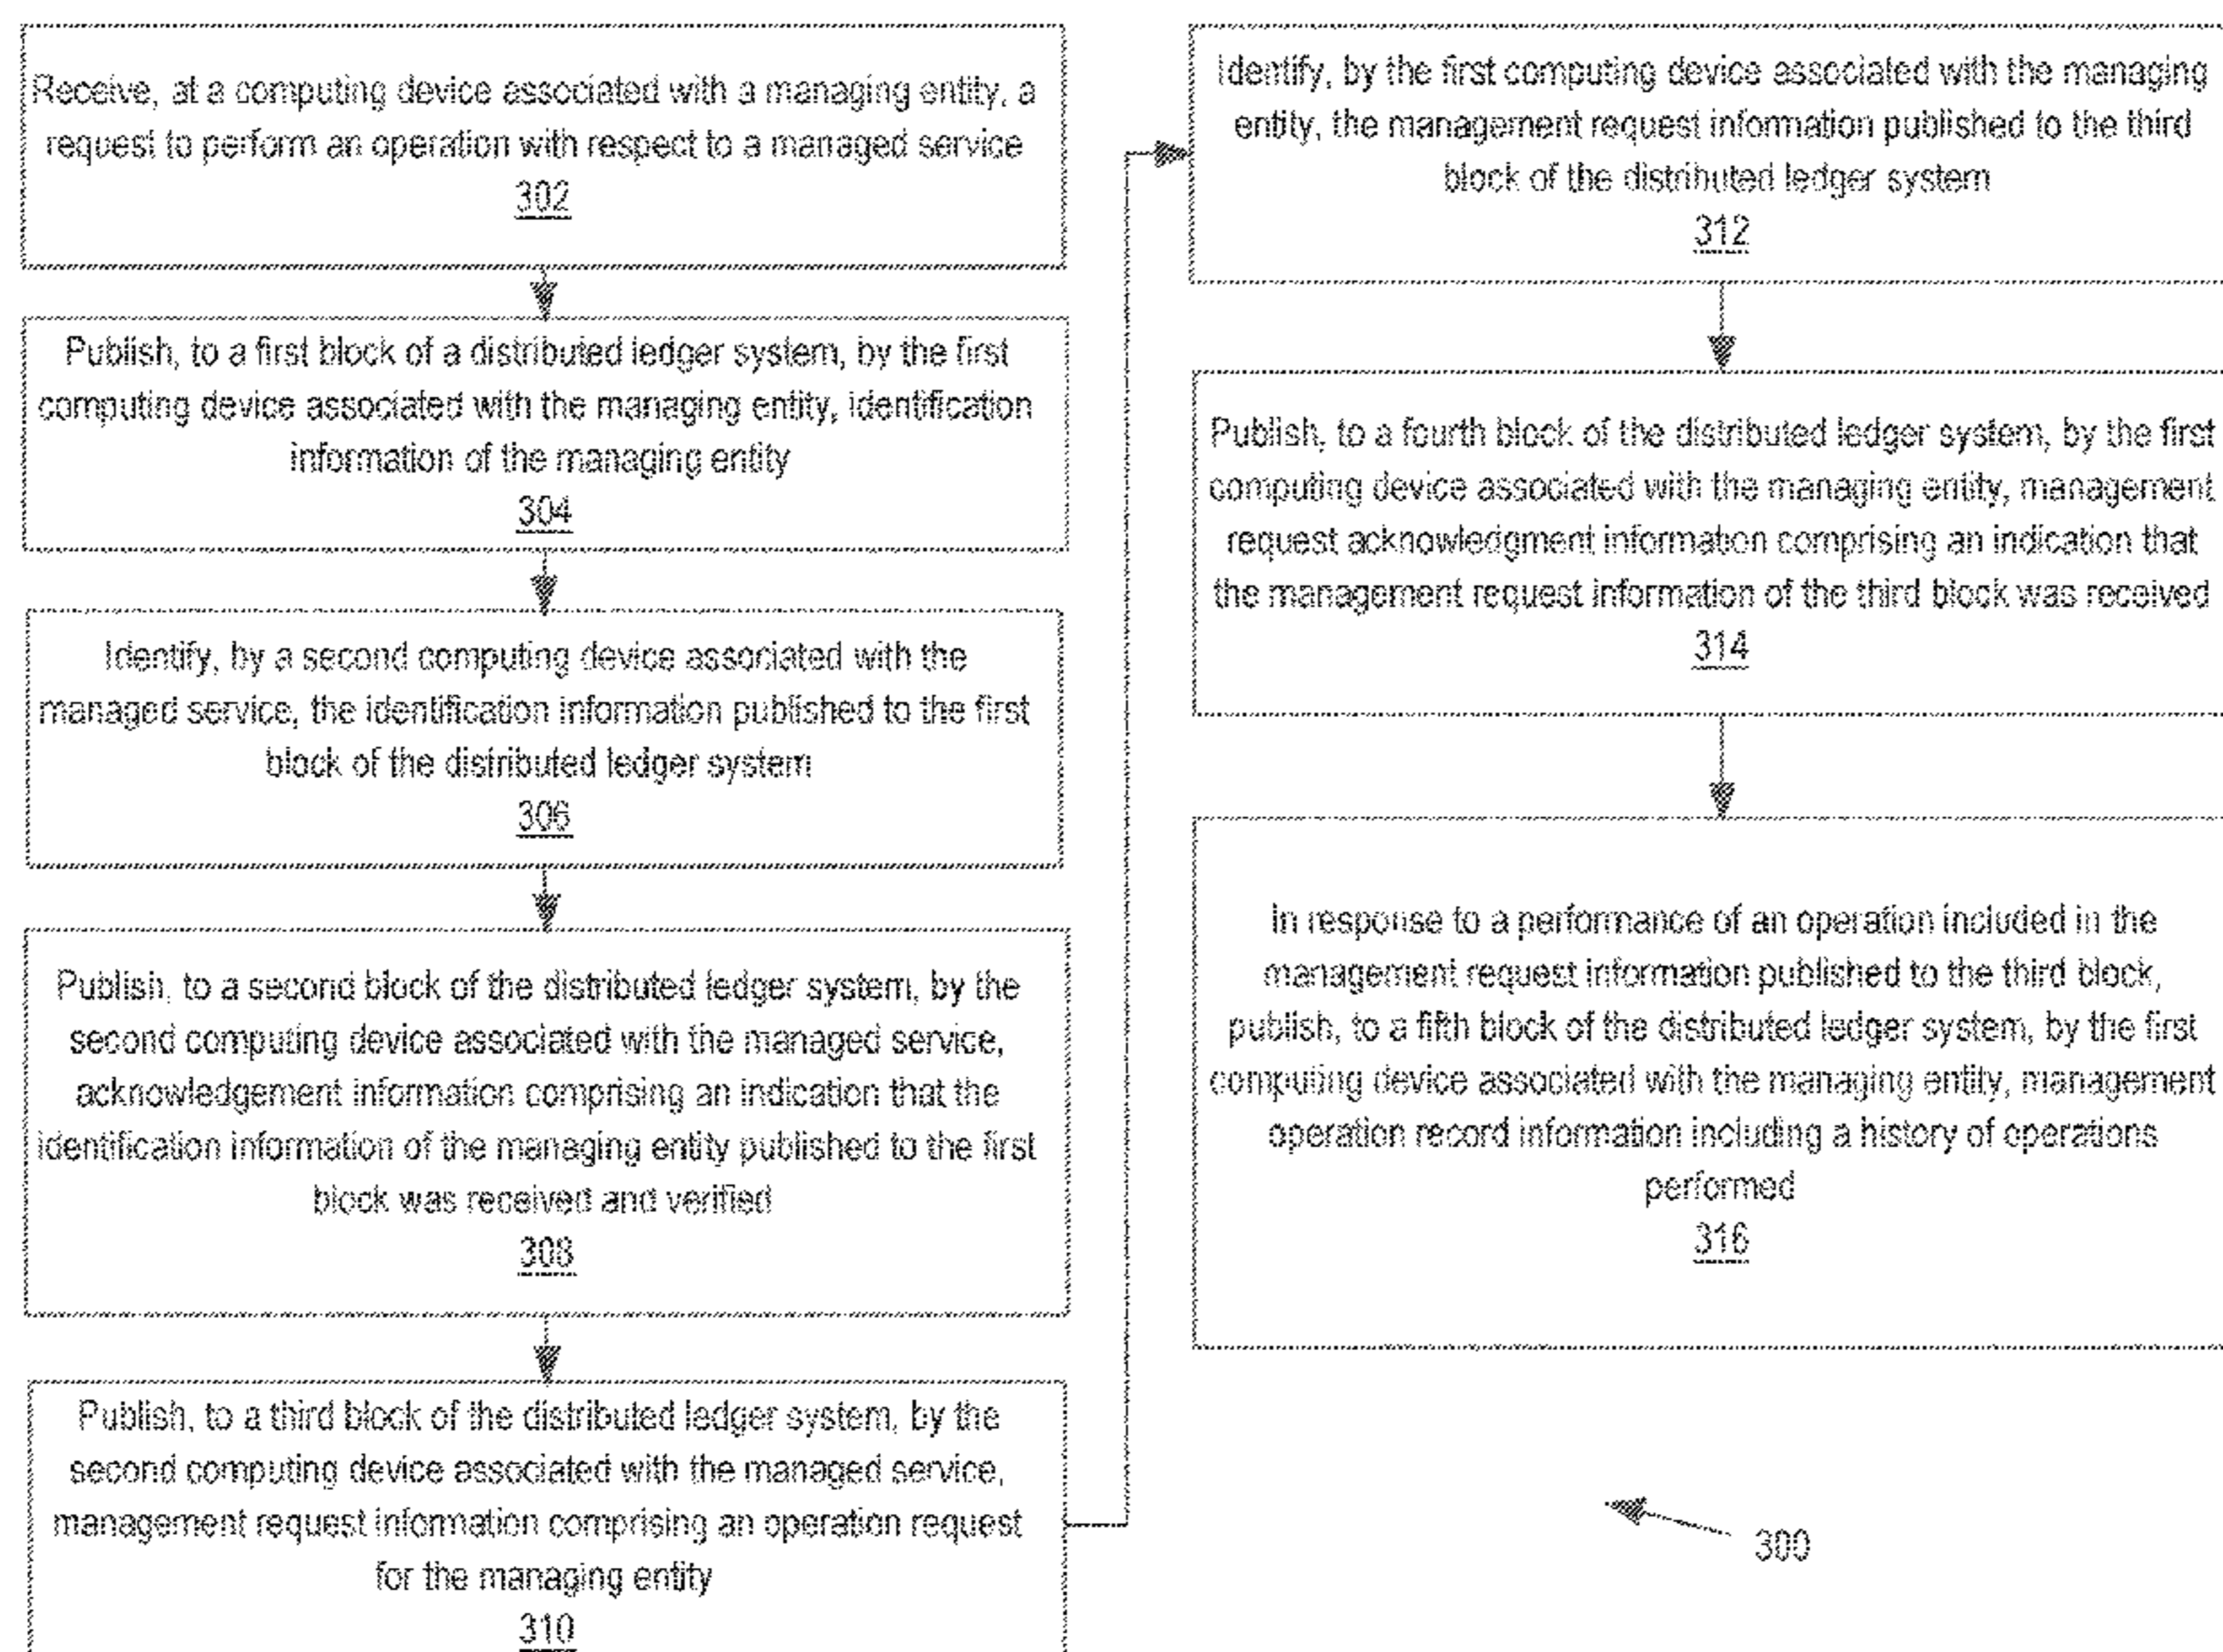 Receive, at a computing device associated with a managing entity, a
request to perform an operation with respect to a managed service
302
Publish, to a first block of a distributed ledger system, by the first
computing device associated with the managing entity, identification
information of the managing entity
304
Identify, by a second computing device associated with the
managed service, the identification information published to the first
block of the distributed ledger system
306
Publish, to a second block of the distributed ledger system, by the
second computing device associated with the managed service,
acknowledgement information comprising an indication that the
identification information of the managing entity published to the first
block was received and verified
308
Publish, to a third block of the distributed ledger system, by the
second computing device associated with the managed service,
management request information comprising an operation request
for the managing entity
310
Identify, by the first computing device associated with the managing
entity, the management request information published to the third
block of the distributed ledger system
312
Publish, to a fourth block of the distributed ledger system, by the first
computing device associated with the managing entity, management
request acknowledgment information comprising an indication that
the management request information of the third block was received
314
In response to a performance of an operation included in the
management request information published to the third block,
publish, to a fifth block of the distributed ledger system, by the first
computing device associated with the managing entity, management
operation record information including a history of operations
performed
316
300